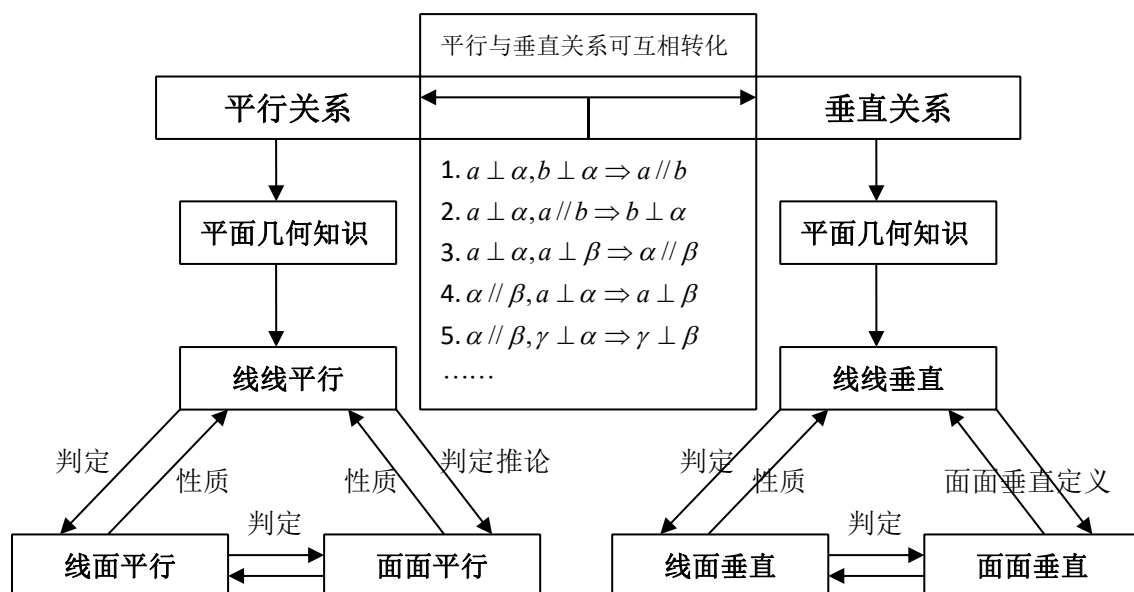 平行与垂直关系可互相转化
平行关系
垂直关系
1. a ⊥ α, b ⊥ α ⇒ a // b
2. a ⊥ α, a // b ⇒ b ⊥ α
3. a ⊥ α, a ⊥ β ⇒ α // β
4. α // β, a ⊥ α ⇒ a ⊥ β
5. α // β, γ ⊥ α ⇒ γ ⊥ β
……
平面几何知识
平面几何知识
线线平行
线线垂直
判定
性质
性质
判定推论
判定
性质
面面垂直定义
判定
判定
线面平行
面面平行
线面垂直
面面垂直